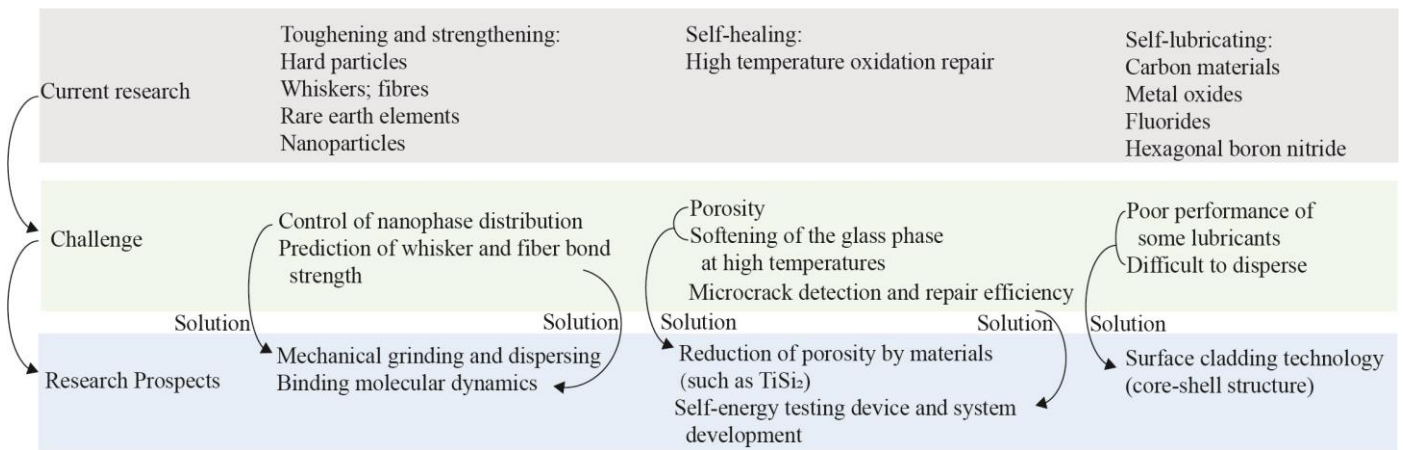 Current research
Toughening and strengthening:
Hard particles
Whiskers; fibres
Rare earth elements
Nanoparticles
Self-healing:
High temperature oxidation repair
Self-lubricating:
Carbon materials
Metal oxides
Fluorides
Hexagonal boron nitride
Challenge
Control of nanophase distribution
Prediction of whisker and fiber bond
strength
Porosity
Softening of the glass phase
at high temperatures
Microcrack detection and repair efficiency
Poor performance of
some lubricants
Difficult to disperse
Solution
Solution
Solution
Solution
Solution
Research Prospects
Mechanical grinding and dispersing
Binding molecular dynamics
Reduction of porosity by materials
(such as TiSi₂)
Self-energy testing device and system
development
Surface cladding technology
(core-shell structure)